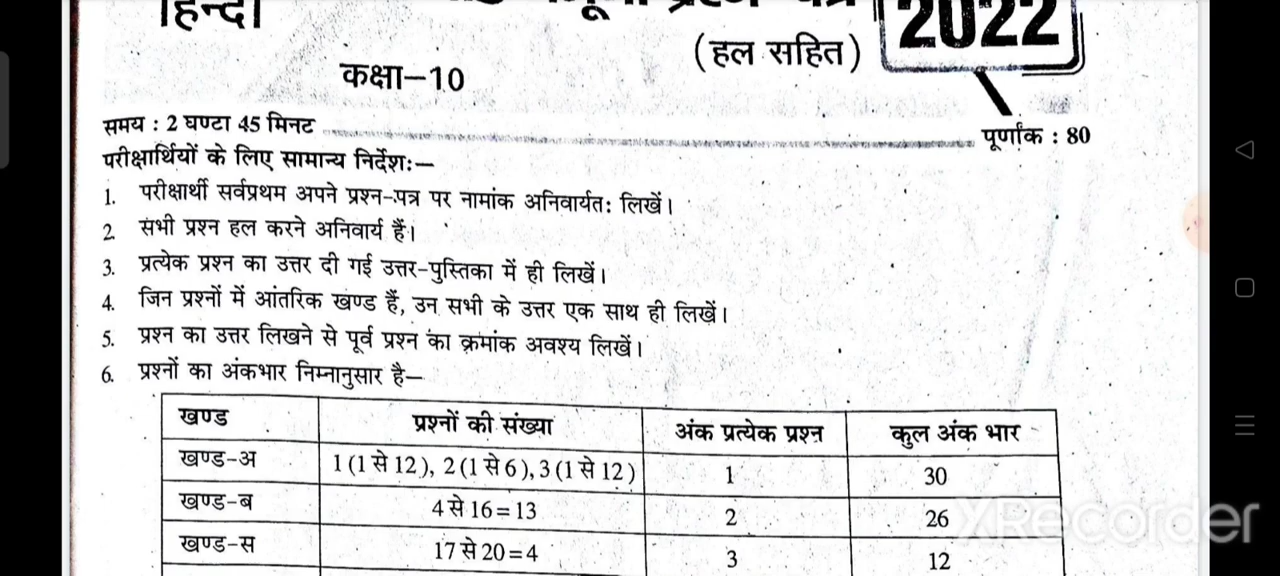 हिन्दी
2022
(हल सहित)
कक्षा–10
समय : 2 घण्टा 45 मिनट
पूर्णांक : 80
परीक्षार्थियों के लिए सामान्य निर्देशः–
1. परीक्षार्थी सर्वप्रथम अपने प्रश्न-पत्र पर नामांक अनिवार्यतः लिखें।
2. सभी प्रश्न हल करने अनिवार्य हैं।
3. प्रत्येक प्रश्न का उत्तर दी गई उत्तर-पुस्तिका में ही लिखें।
4. जिन प्रश्नों में आंतरिक खण्ड हैं, उन सभी के उत्तर एक साथ ही लिखें।
5. प्रश्न का उत्तर लिखने से पूर्व प्रश्न का क्रमांक अवश्य लिखें।
6. प्रश्नों का अंकभार निम्नानुसार है–
खण्ड प्रश्नों की संख्या अंक प्रत्येक प्रश्न कुल अंक भार
खण्ड-अ 1 (1 से 12), 2 (1 से 6), 3 (1 से 12) 1 30
खण्ड-ब 4 से 16 = 13 2 26
खण्ड-स 17 से 20 = 4 3 12
XRecorder